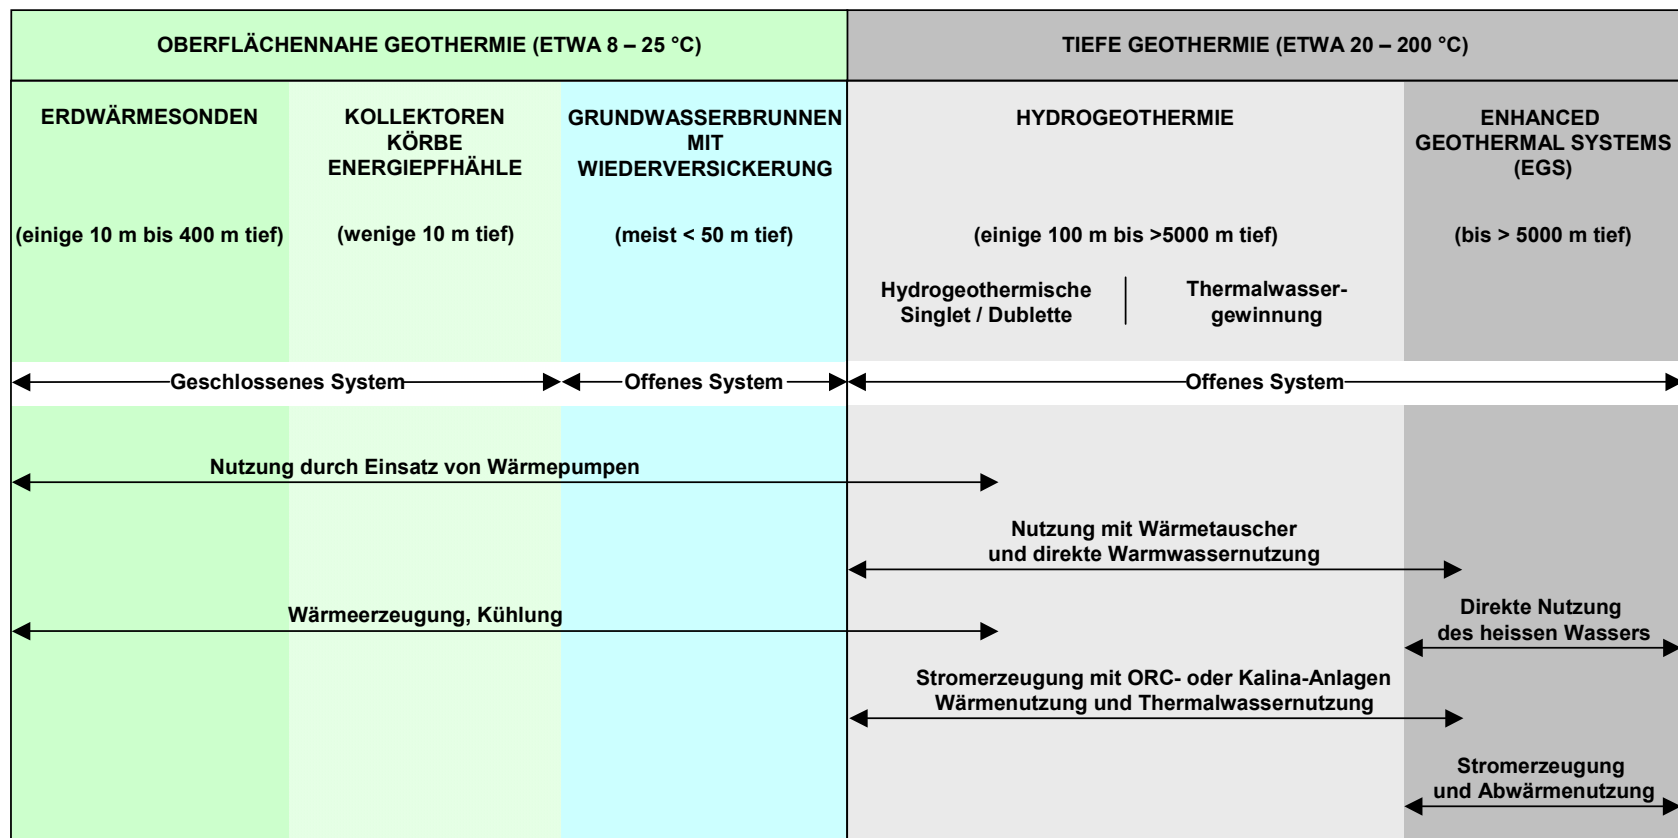 OBERFLÄCHENNAHE GEOTHERMIE (ETWA 8 – 25 °C)
TIEFE GEOTHERMIE (ETWA 20 – 200 °C)
ERDWÄRMESONDEN
(einige 10 m bis 400 m tief)
KOLLEKTOREN
KÖRBE
ENERGIEPFHÄHLE
(wenige 10 m tief)
GRUNDWASSERBRUNNEN
MIT
WIEDERVERSICKERUNG
(meist < 50 m tief)
HYDROGEOTHERMIE
(einige 100 m bis >5000 m tief)
Hydrogeothermische
Singlet / Dublette
Thermalwasser-
gewinnung
ENHANCED
GEOTHERMAL SYSTEMS
(EGS)
(bis > 5000 m tief)
Geschlossenes System
Offenes System
Offenes System
Nutzung durch Einsatz von Wärmepumpen
Nutzung mit Wärmetauscher
und direkte Warmwassernutzung
Wärmeerzeugung, Kühlung
Direkte Nutzung
des heissen Wassers
Stromerzeugung mit ORC- oder Kalina-Anlagen
Wärmenutzung und Thermalwassernutzung
Stromerzeugung
und Abwärmenutzung